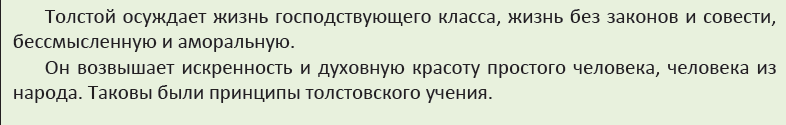 Толстой осуждает жизнь господствующего класса, жизнь без законов и совести,
бессмысленную и аморальную.
Он возвышает искренность и духовную красоту простого человека, человека из
народа. Таковы были принципы толстовского учения.